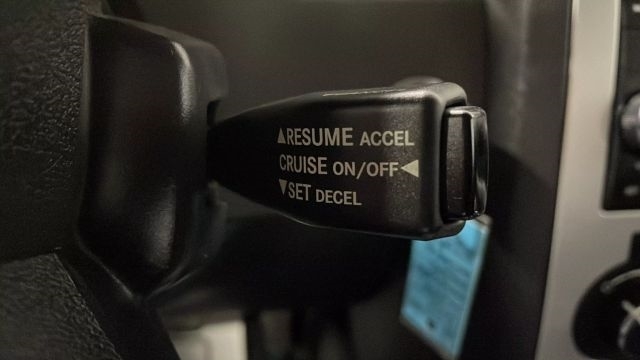 ▲RESUME ACCEL
CRUISE ON/OFF◀
▼SET DECEL